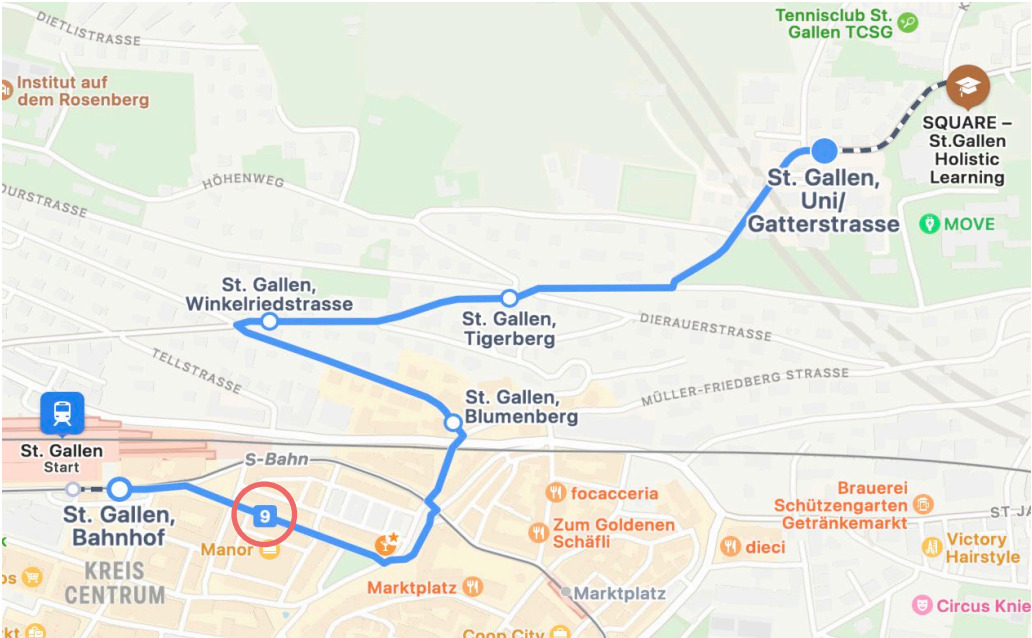 DIETLISTRASSE
Tennisclub St.
Gallen TCSG
Institut auf
dem Rosenberg
SQUARE –
St.Gallen
Holistic
Learning
HÖHENWEG
St. Gallen,
Uni/
Gatterstrasse
MOVE
St. Gallen,
Winkelriedstrasse
St. Gallen,
Tigerberg
DIERAUERSTRASSE
TELLSTRASSE
MÜLLER-FRIEDBERG STRASSE
St. Gallen,
Blumenberg
St. Gallen
Start
S-Bahn
St. Gallen,
Bahnhof
9
Manor
focacceria
Zum Goldenen
Schäfli
Brauerei
Schützengarten
Getränkemarkt
dieci
Victory
Hairstyle
KREIS
CENTRUM
Marktplatz
Marktplatz
Circus Knie
Coop City